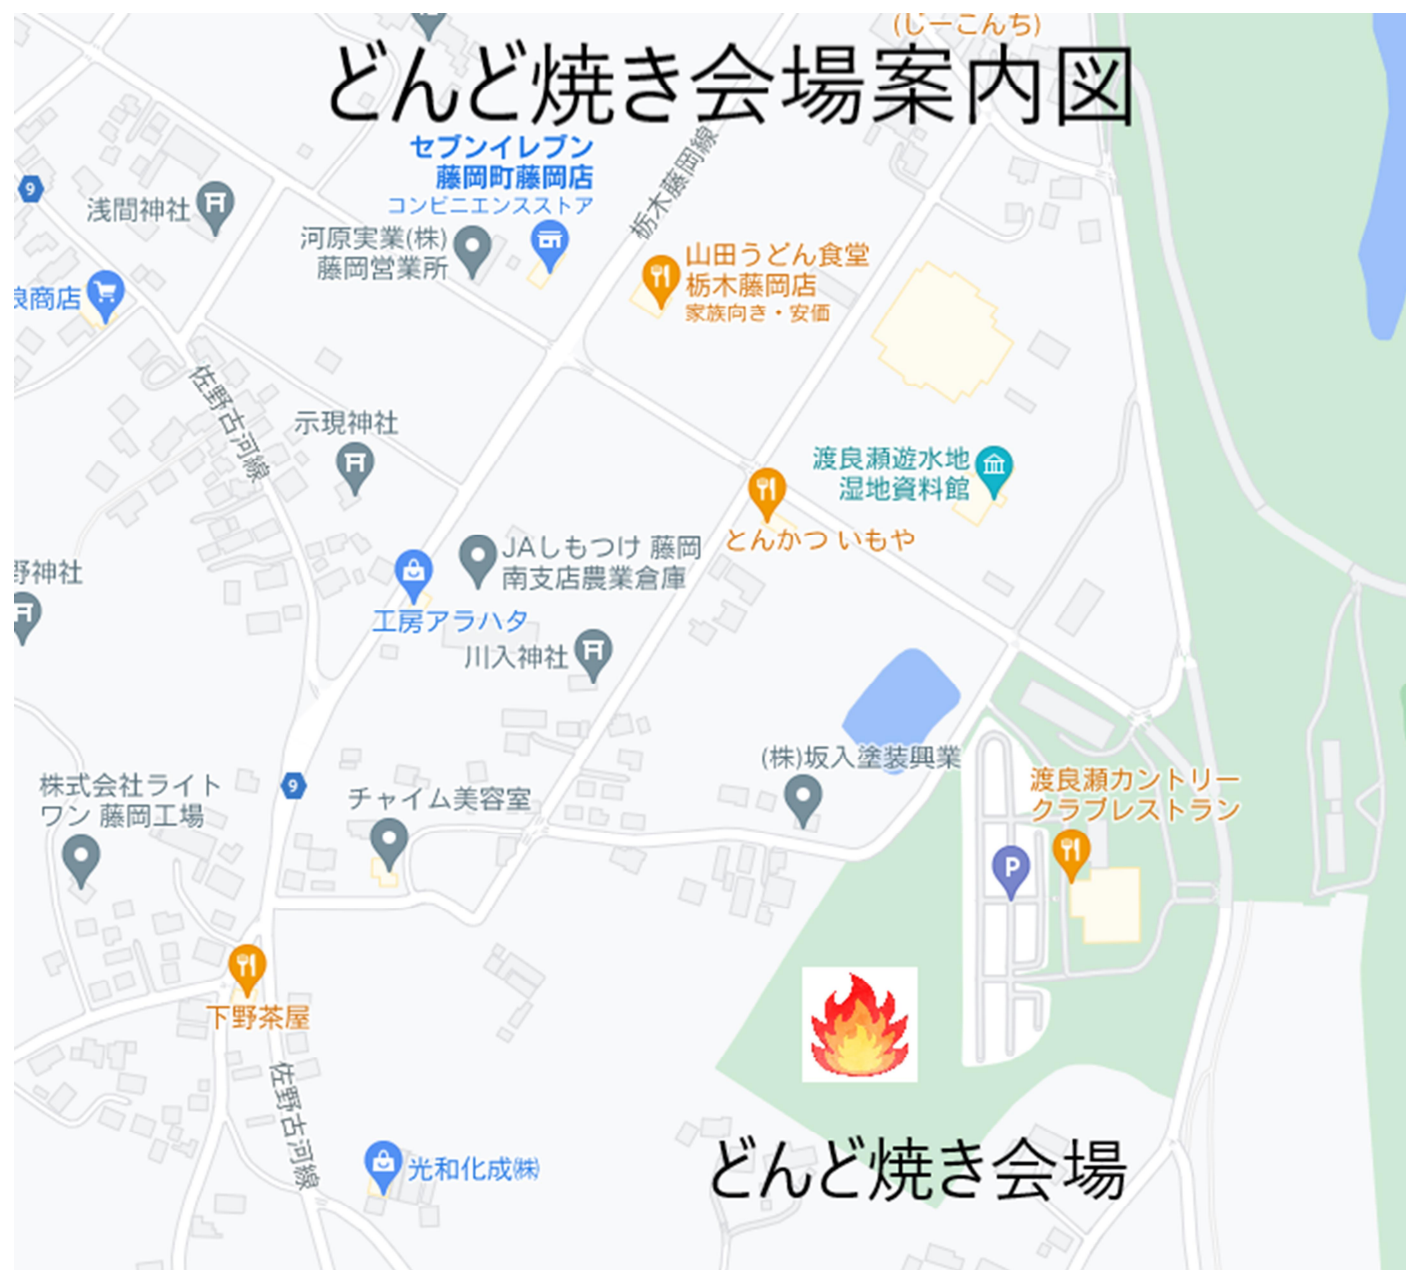 (じーこんち)
どんど焼き会場案内図
セブンイレブン
藤岡町藤岡店
コンビニエンスストア
栃木藤岡線
9
浅間神社
河原実業(株)
藤岡営業所
山田うどん食堂
栃木藤岡店
家族向き・安価
良商店
佐野古河線
示現神社
渡良瀬遊水地
湿地資料館
とんかつ いもや
JAしもつけ 藤岡
南支店農業倉庫
野神社
工房アラハタ
川入神社
(株)坂入塗装興業
渡良瀬カントリー
クラブレストラン
株式会社ライト
ワン 藤岡工場
9
チャイム美容室
P
下野茶屋
佐野古河線
どんど焼き会場
光和化成㈱